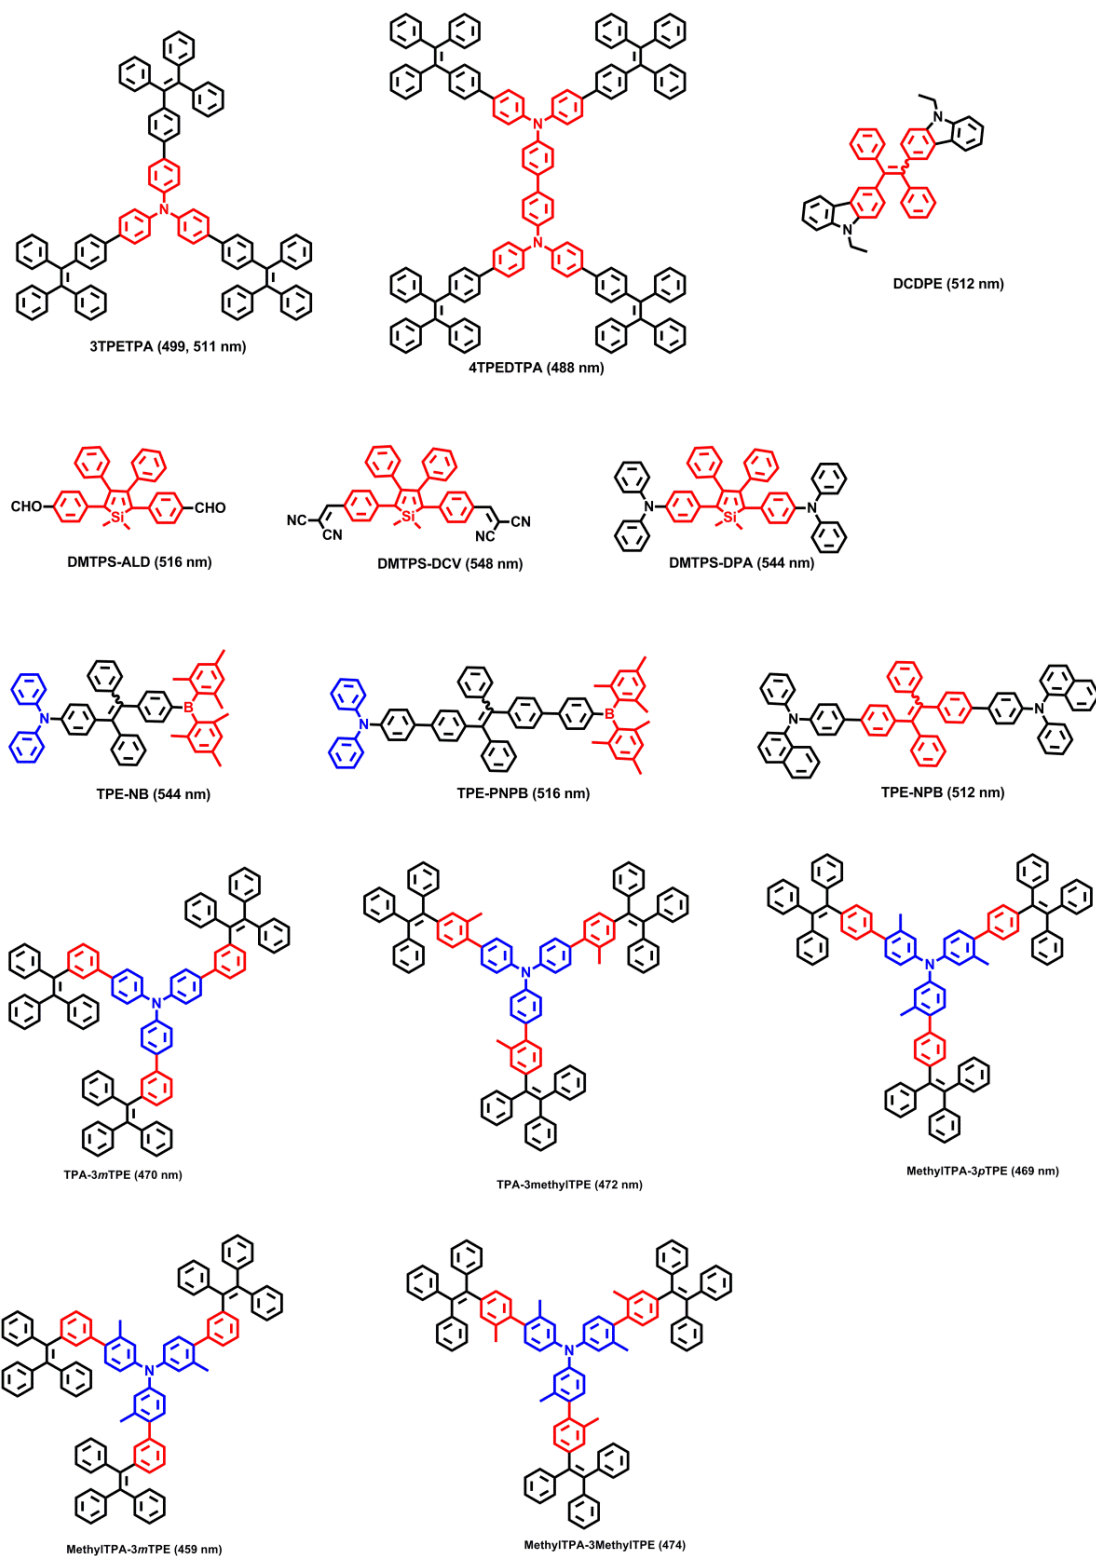 N
N
N
N
N
3TPETPA (499, 511 nm)
4TPEDTPA (488 nm)
DCDPE (512 nm)
CHO
Si
CHO
NC
CN
Si
NC
CN
N
Si
N
DMTPS-ALD (516 nm)
DMTPS-DCV (548 nm)
DMTPS-DPA (544 nm)
N
B
N
B
N
N
TPE-NB (544 nm)
TPE-PNPB (516 nm)
TPE-NPB (512 nm)
N
N
N
TPA-3mTPE (470 nm)
TPA-3methylTPE (472 nm)
MethylTPA-3pTPE (469 nm)
N
N
MethylTPA-3mTPE (459 nm)
MethylTPA-3MethylTPE (474)